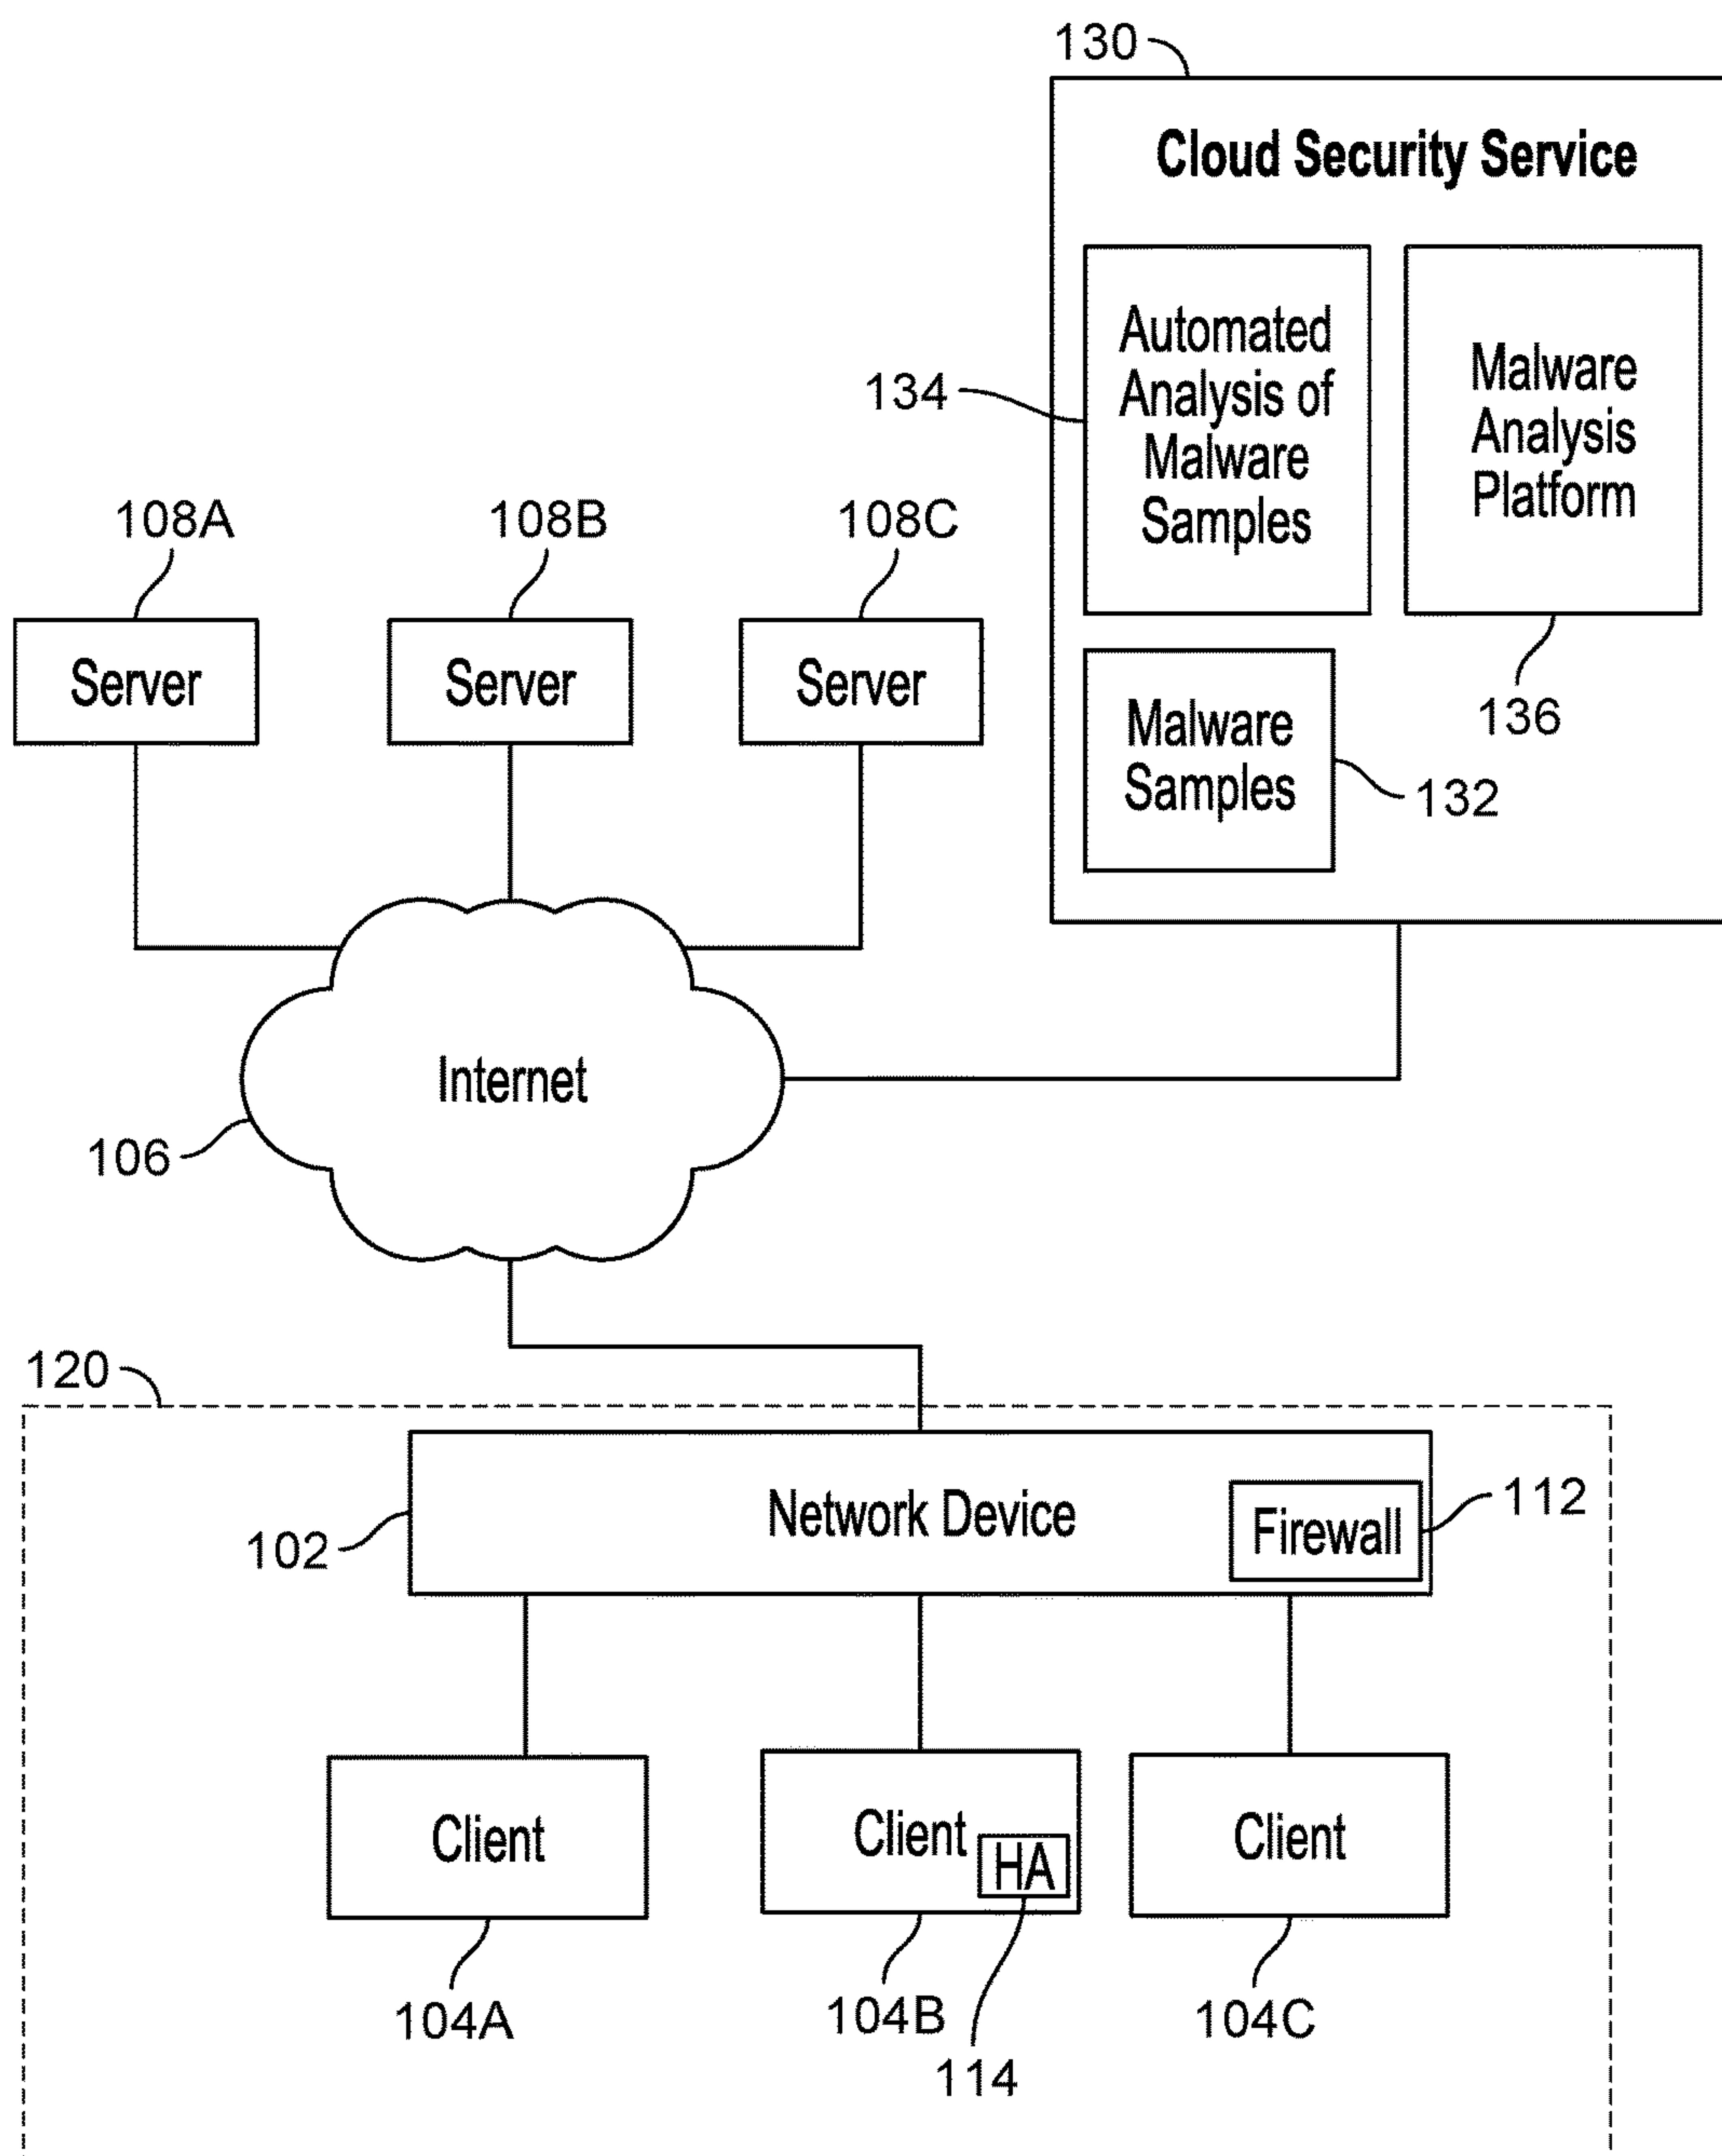 130
Cloud Security Service
134
Automated
Analysis of
Malware
Samples
Malware
Analysis
Platform
136
108A
108B
108C
Server
Server
Server
Malware
Samples
132
Internet
106
120
Network Device
102
Firewall
112
Client
Client
HA
Client
104A
104B
104C
114